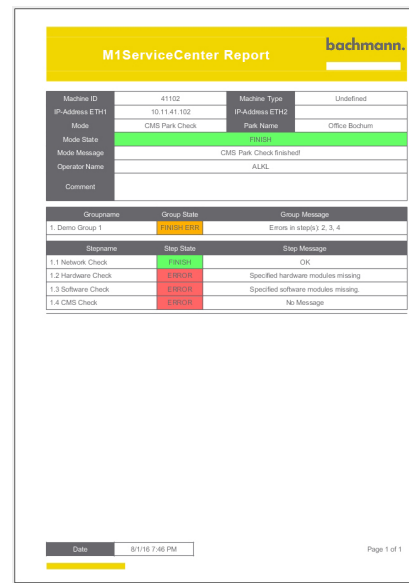 bachmann.
M1ServiceCenter Report
Machine ID 41102 Machine Type Undefined
IP-Address ETH1 10.11.41.102 IP-Address ETH2
Mode CMS Park Check Park Name Office Bochum
Mode State FINISH
Mode Message CMS Park Check finished!
Operator Name ALKL
Comment
Groupname Group State Group Message
1. Demo Group 1 FINISH ERR Errors in step(s): 2, 3, 4
Stepname Step State Step Message
1.1 Network Check FINISH OK
1.2 Hardware Check ERROR Specified hardware modules missing
1.3 Software Check ERROR Specified software modules missing.
1.4 CMS Check ERROR No Message
Date 8/1/16 7:46 PM Page 1 of 1